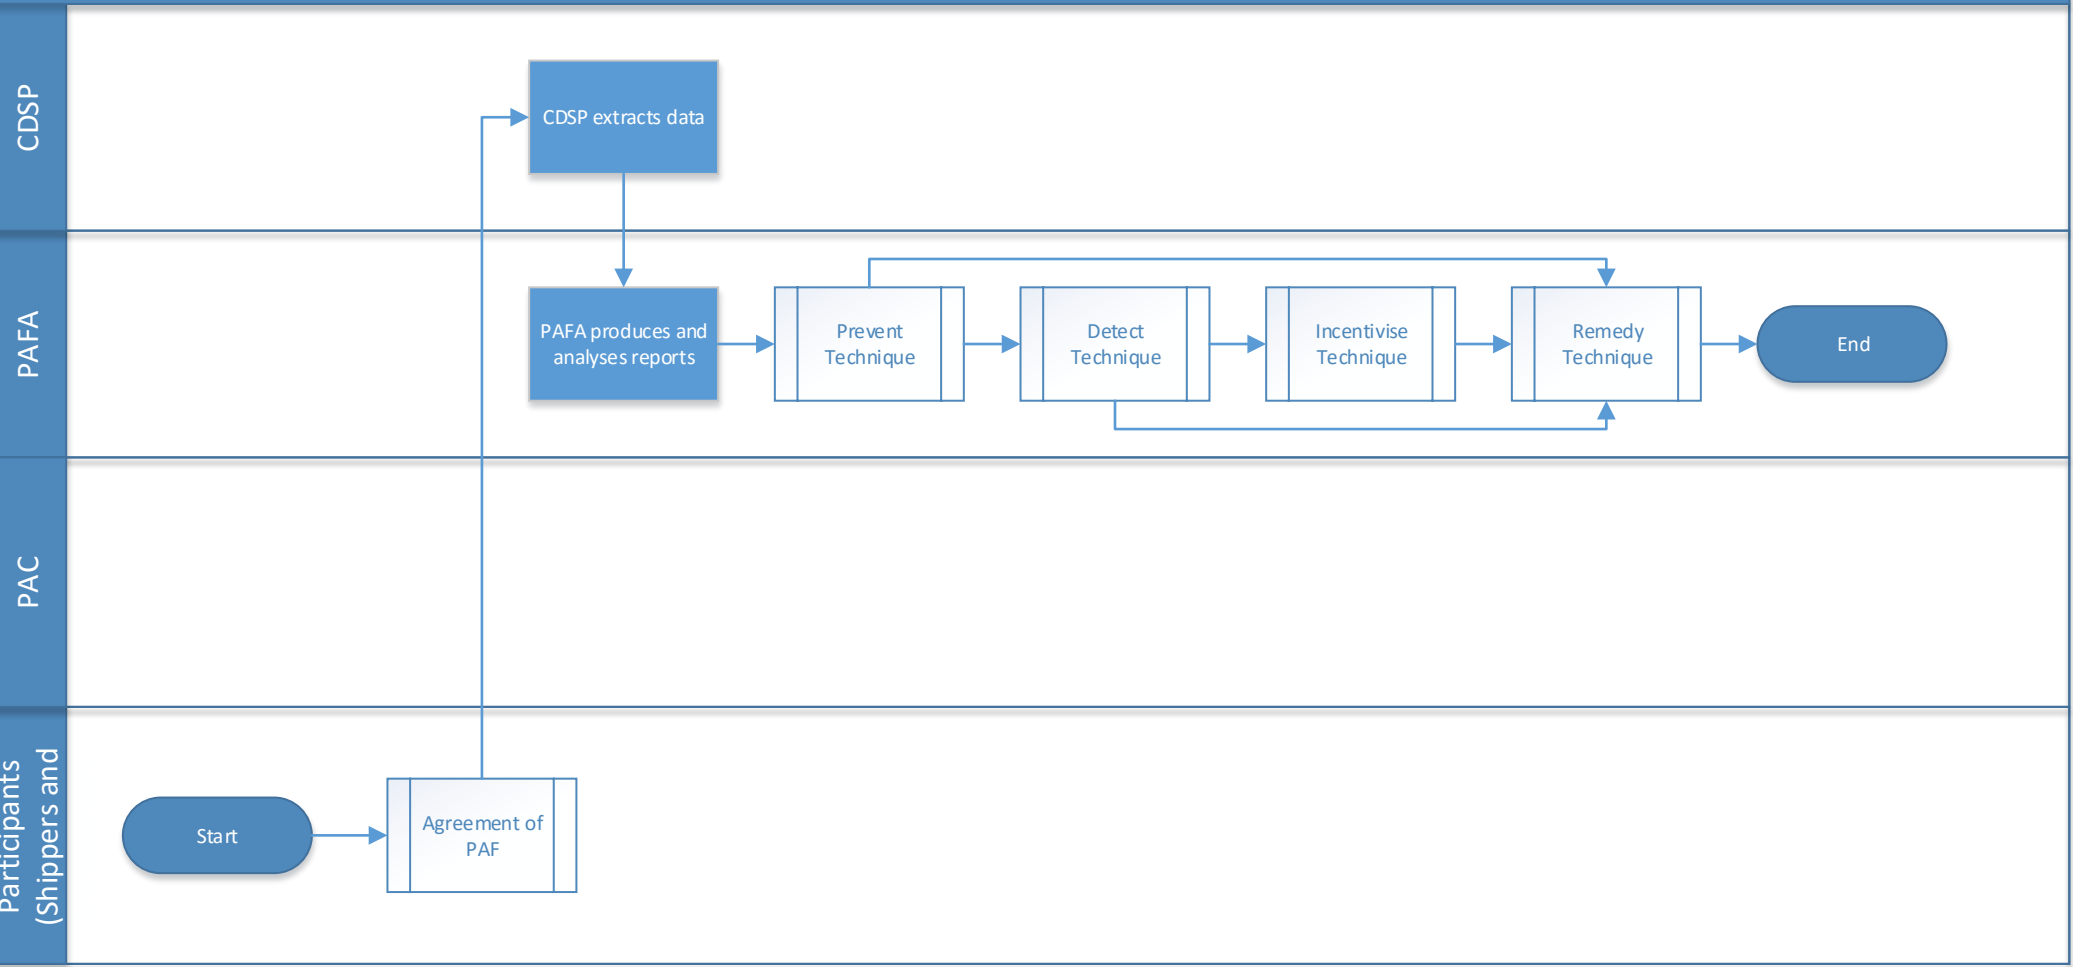 CDSP
CDSP extracts data
PAFA
PAFA produces and
analyses reports
Prevent
Technique
Detect
Technique
Incentivise
Technique
Remedy
Technique
End
PAC
Participants
(Shippers and
Start
Agreement of
PAF